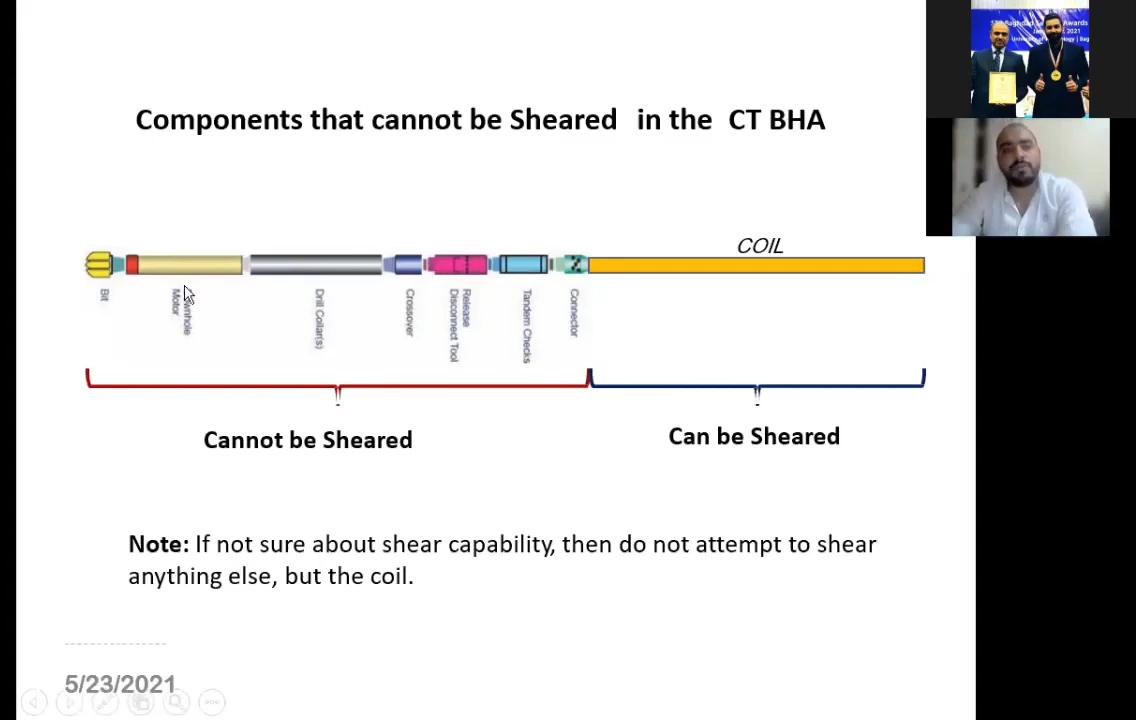 Components that cannot be Sheared in the CT BHA
COIL
Bit
Motor
Drill Collar(s)
Crossover
Release
Disconnect Tool
Tandem Checks
Connector
Cannot be Sheared
Can be Sheared
Note: If not sure about shear capability, then do not attempt to shear
anything else, but the coil.
5/23/2021
Awards
2021